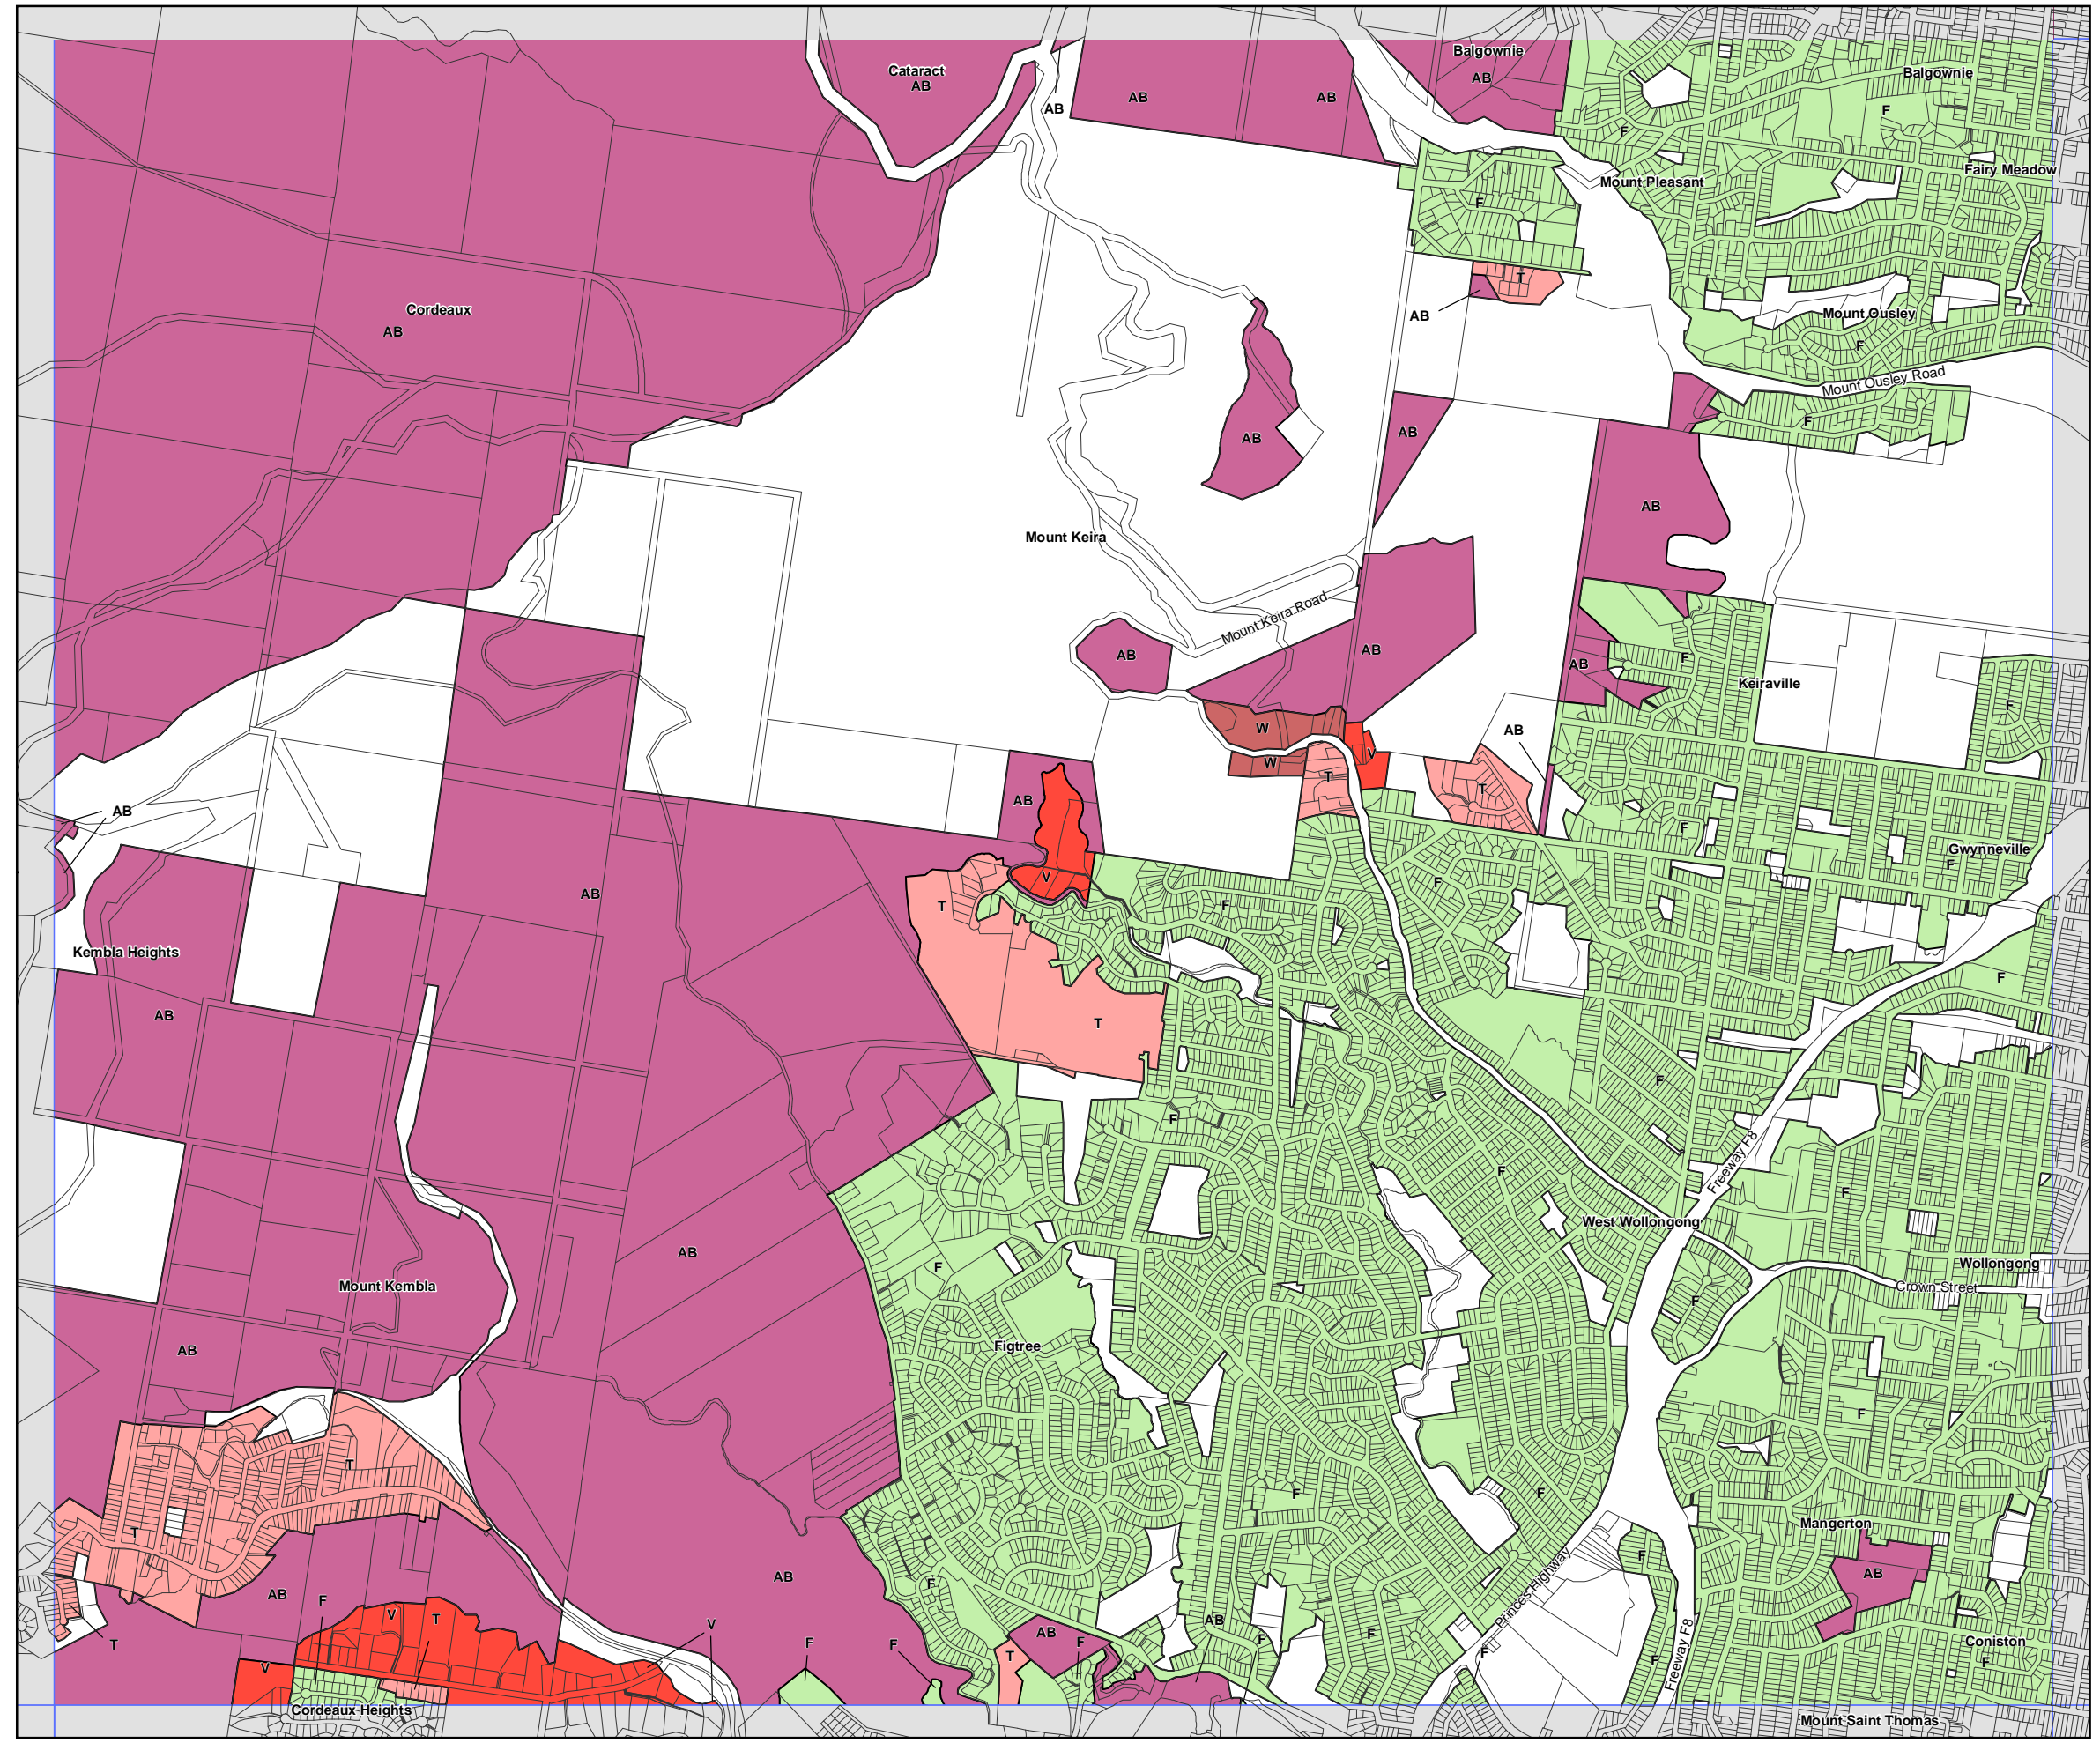 Balgownie
AB
Cataract
AB
Balgownie
AB
AB
AB
F
F
Fairy Meadow
Mount Pleasant
F
T
AB
Cordeaux
AB
Mount Ousley
F
Mount Ousley Road
F
AB
AB
AB
Mount Keira
Mount Keira Road
AB
AB
AB
F
Keiraville
F
W
AB
V
W
T
T
AB
AB
F
Gwynneville
F
V
F
AB
T
F
Kembla Heights
F
AB
T
F
F
F
F
Freeway F8
West Wollongong
AB
F
Wollongong
Mount Kembla
Crown Street
F
Figtree
AB
F
T
F
F
Mangerton
T
F
Princes Highway
AB
AB
F
AB
F
V
T
AB
V
AB
F
T
F
F
F
F
Coniston
F
T
F
F
V
Freeway F8
Cordeaux Heights
Mount Saint Thomas